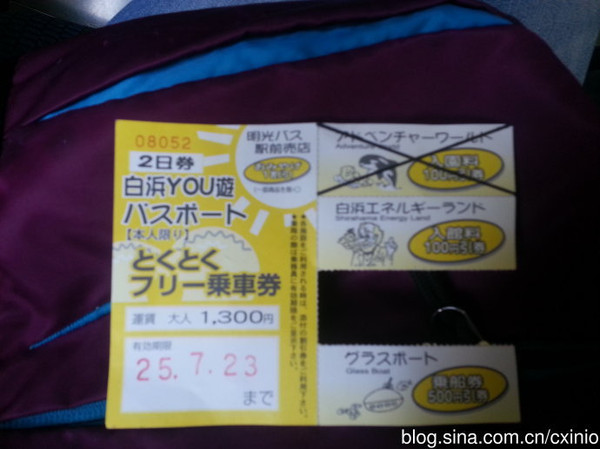 08052
2日券
白浜YOU遊
バスポート
【本人限り】
とくとく
フリー乗車券
運賃 大人 1,300円
有効期限
25.7.23
まで
明光バス
駅前売店
アドベンチャーワールド
Adventure World
入園料
100円引券
白浜エネルギーランド
Shirahama Energy Land
入館料
100円引券
グラスボート
Glass Boat
乗船券
500円引券
blog.sina.com.cn/cxinio